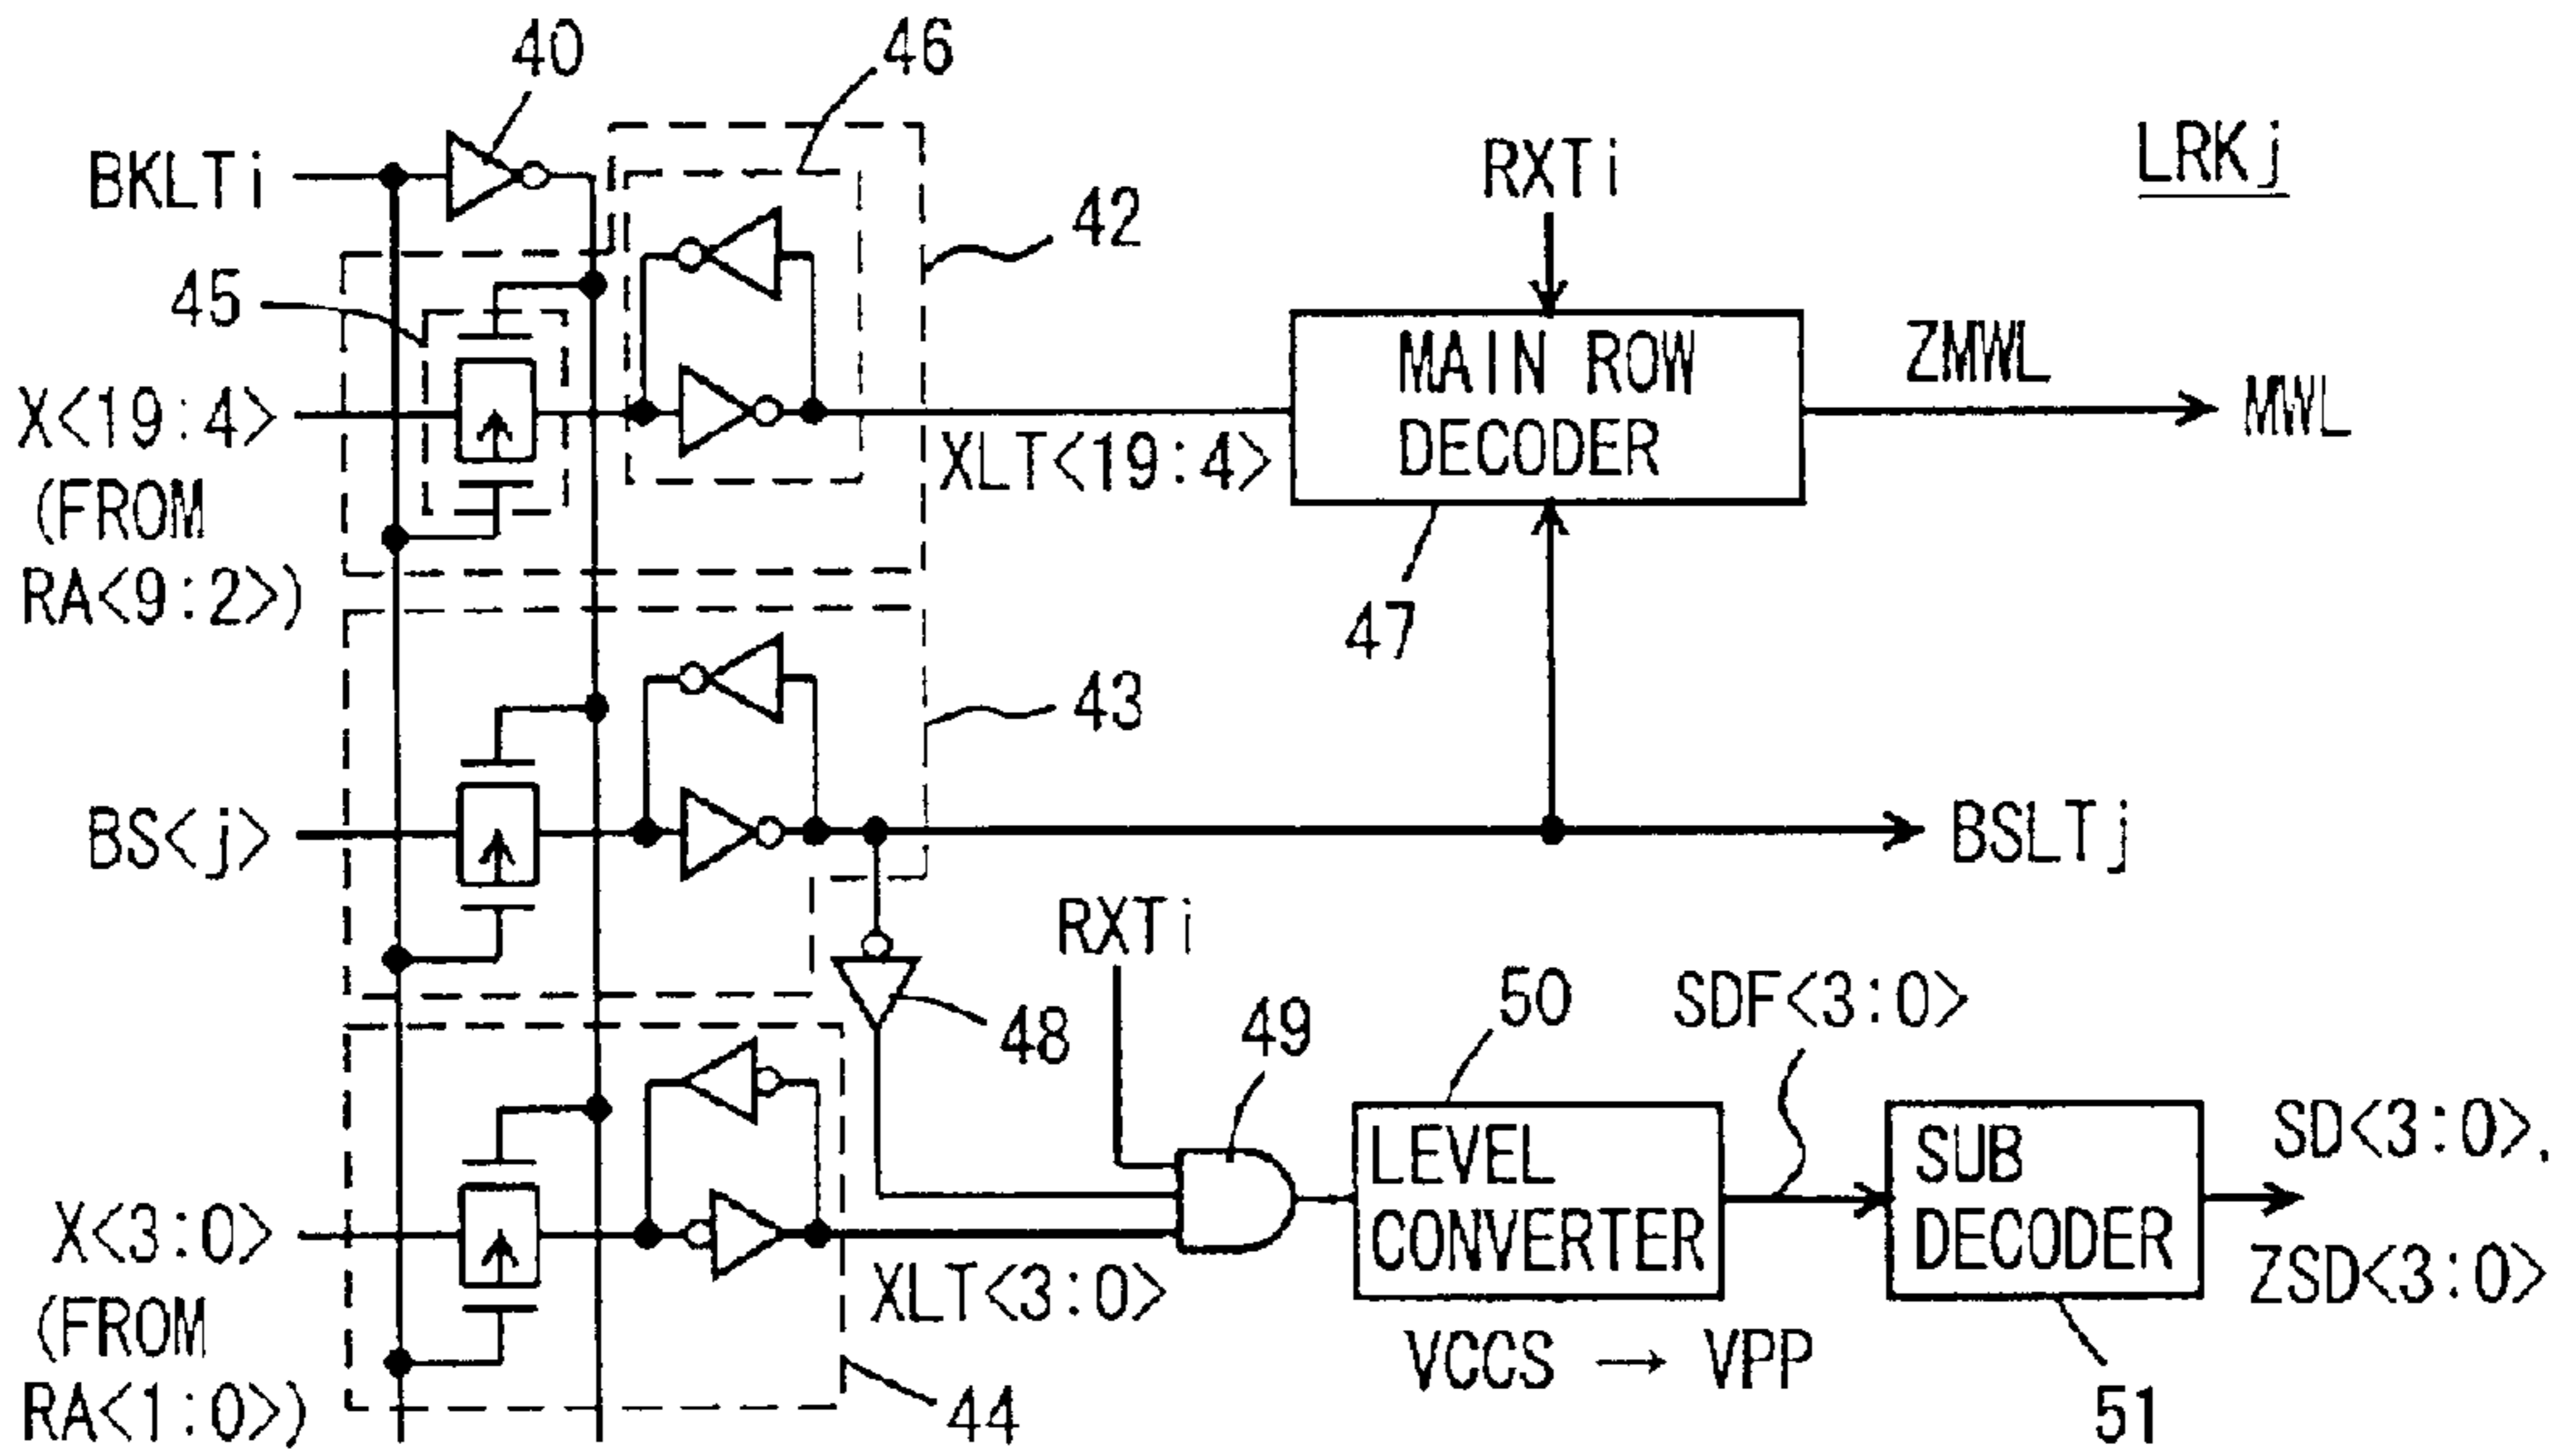 40
46
BKLTi
RXTi
LRKj
42
45
MAIN ROW
DECODER
ZMWL
MWL
X<19:4>
(FROM
RA<9:2>)
XLT<19:4>
47
43
BS<j>
BSLTj
RXTi
48
49
50
SDF<3:0>
LEVEL
CONVERTER
SUB
DECODER
SD<3:0>,
ZSD<3:0>
X<3:0>
(FROM
RA<1:0>)
XLT<3:0>
VCCS → VPP
44
51